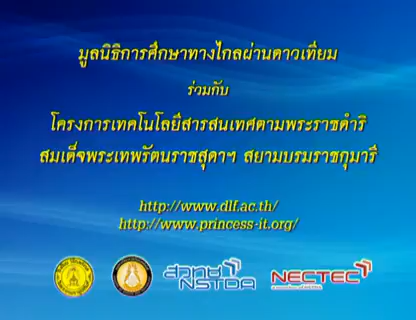 มูลนิธิการศึกษาทางไกลผ่านดาวเทียม
ร่วมกับ
โครงการเทคโนโลยีสารสนเทศตามพระราชดำริ
สมเด็จพระเทพรัตนราชสุดาฯ สยามบรมราชกุมารี
http://www.dlf.ac.th/
http://www.princess-it.org/
สวทช
NSTDA
NECTEC